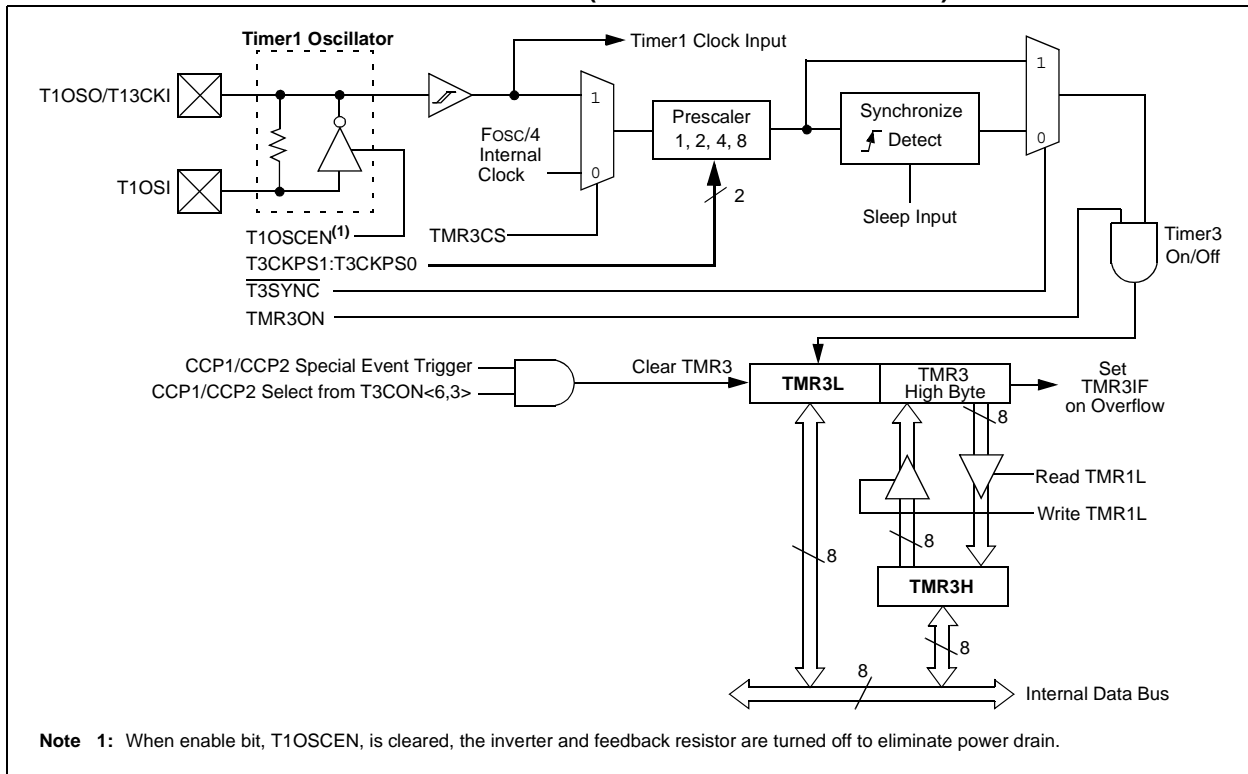 Timer1 Oscillator
Timer1 Clock Input
T1OSO/T13CKI
1
FOSC/4
Internal
Clock
0
Prescaler
1, 2, 4, 8
Synchronize
Detect
1
0
2
Sleep Input
T1OSI
T1OSCEN(1)
TMR3CS
T3CKPS1:T3CKPS0
T3SYNC
TMR3ON
Timer3
On/Off
CCP1/CCP2 Special Event Trigger
CCP1/CCP2 Select from T3CON<6,3>
Clear TMR3
TMR3L
TMR3
High Byte
Set
TMR3IF
on Overflow
8
Read TMR1L
Write TMR1L
8
8
TMR3H
8
8
Internal Data Bus
Note 1: When enable bit, T1OSCEN, is cleared, the inverter and feedback resistor are turned off to eliminate power drain.